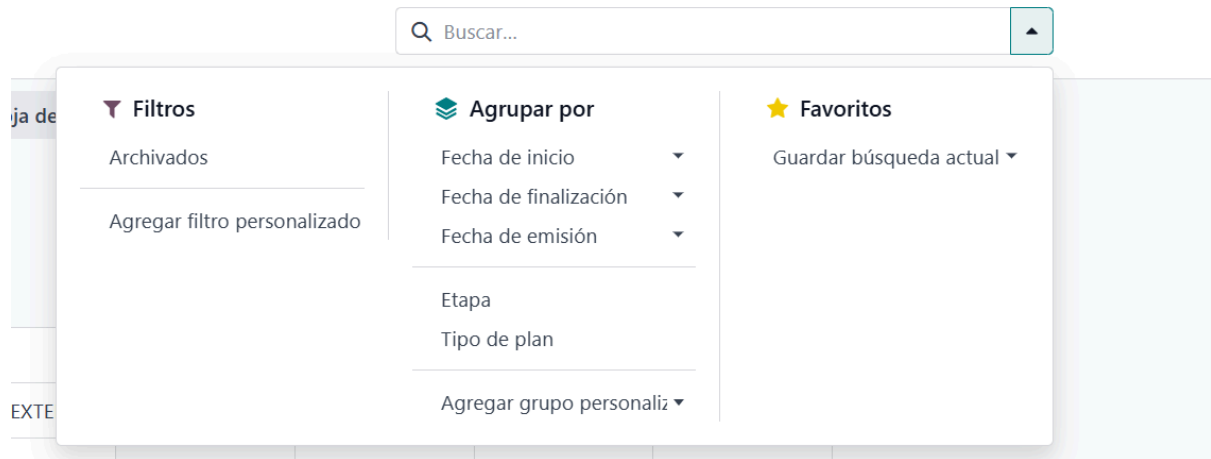 Buscar...
Filtros
Archivados
Agregar filtro personalizado
Agrupar por
Fecha de inicio
Fecha de finalización
Fecha de emisión
Etapa
Tipo de plan
Agregar grupo personaliz
Favoritos
Guardar búsqueda actual
ja de
EXTE